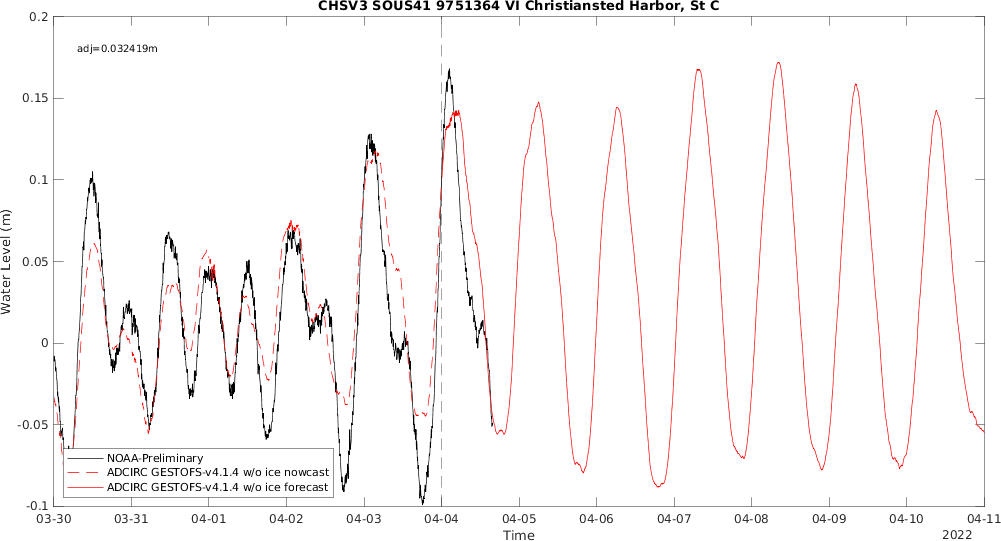 CHSV3 SOUS41 9751364 VI Christiansted Harbor, St C
adj=0.032419m
Water Level (m)
0.2
0.15
0.1
0.05
0
-0.05
-0.1
NOAA-Preliminary
ADCIRC GESTOFS-v4.1.4 w/o ice nowcast
ADCIRC GESTOFS-v4.1.4 w/o ice forecast
03-30 03-31 04-01 04-02 04-03 04-04 04-05 04-06 04-07 04-08 04-09 04-10 04-11
Time
2022